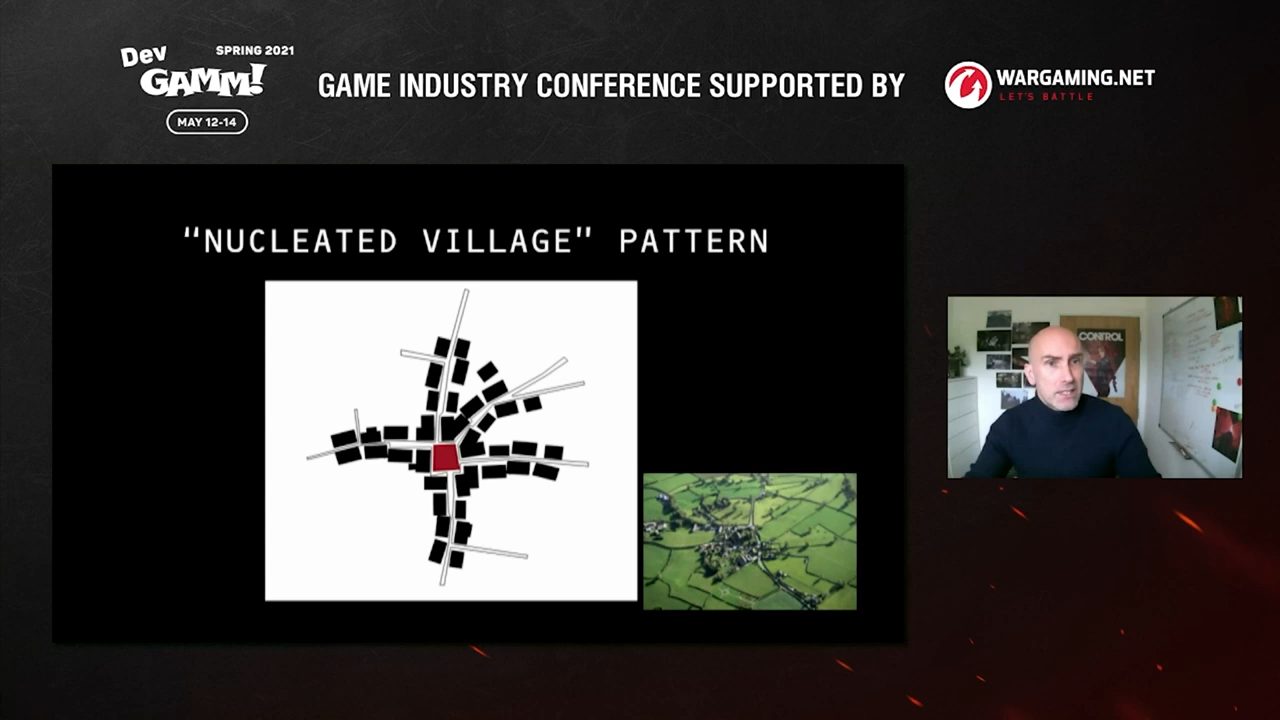 Dev
GAMM!
SPRING 2021
MAY 12-14
GAME INDUSTRY CONFERENCE SUPPORTED BY
WARGAMING.NET
LET'S BATTLE
"NUCLEATED VILLAGE" PATTERN
CONTROL